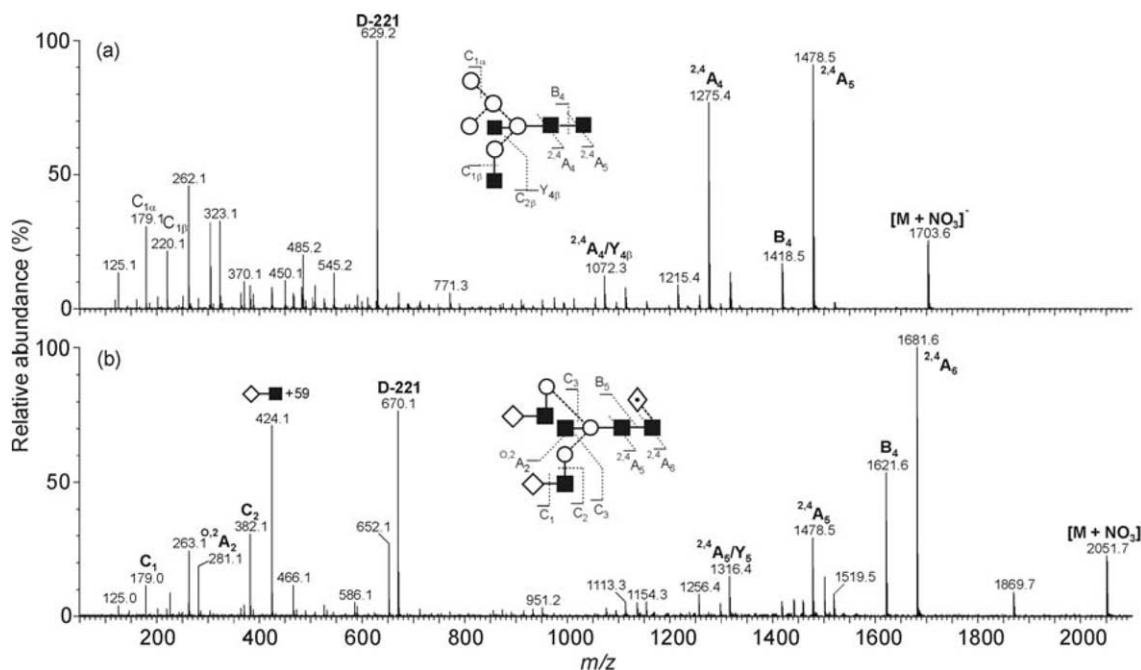 D-221
629.2
(a)
C1α
B4
2,4A4
2,4A5
C1β
C2β
Y4β
2,4A4
1275.4
1478.5
2,4A5
262.1
C1α
179.1
C1β
220.1
323.1
125.1
370.1
450.1
485.2
545.2
771.3
2,4A4/Y4β
1072.3
1215.4
B4
1418.5
[M + NO3]-
1703.6
100
50
0
Relative abundance (%)
(b)
+59
424.1
D-221
670.1
C3
B5
O,2A2
2,4A5
2,4A6
C1
C2
C3
1681.6
2,4A6
B4
1621.6
C1
179.0
125.0
263.1
O,2A2
281.1
C2
382.1
466.1
586.1
652.1
951.2
1113.3
1154.3
1256.4
2,4A5/Y5
1316.4
2,4A5
1478.5
1519.5
1869.7
[M + NO3]
2051.7
100
50
0
200 400 600 800 1000 1200 1400 1600 1800 2000
m/z